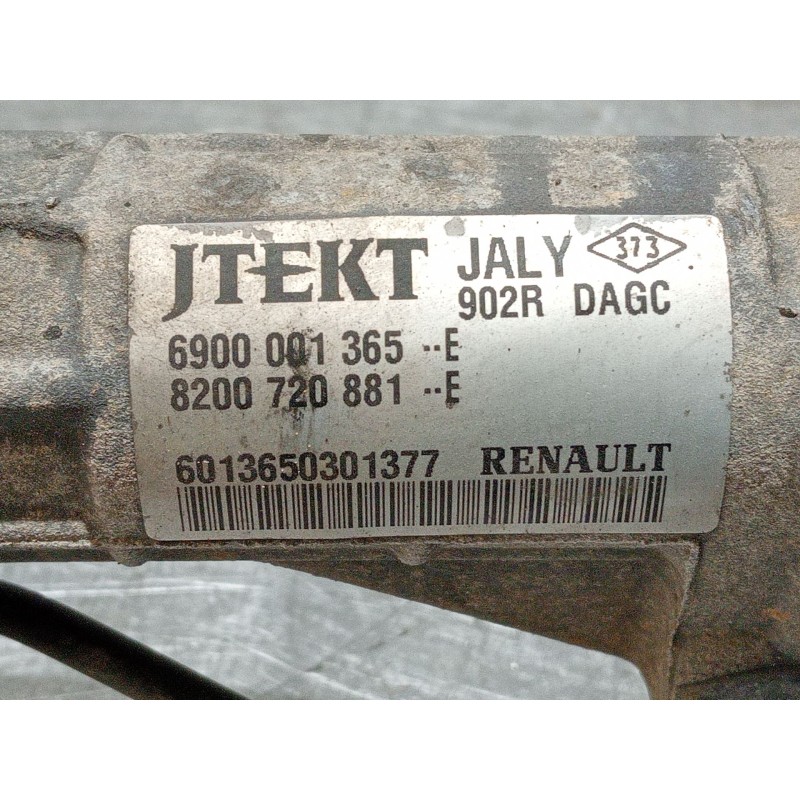 JTEKT JALY 373
902R DAGC
6900 001 365 --E
8200 720 881 --E
6013650301377 RENAULT